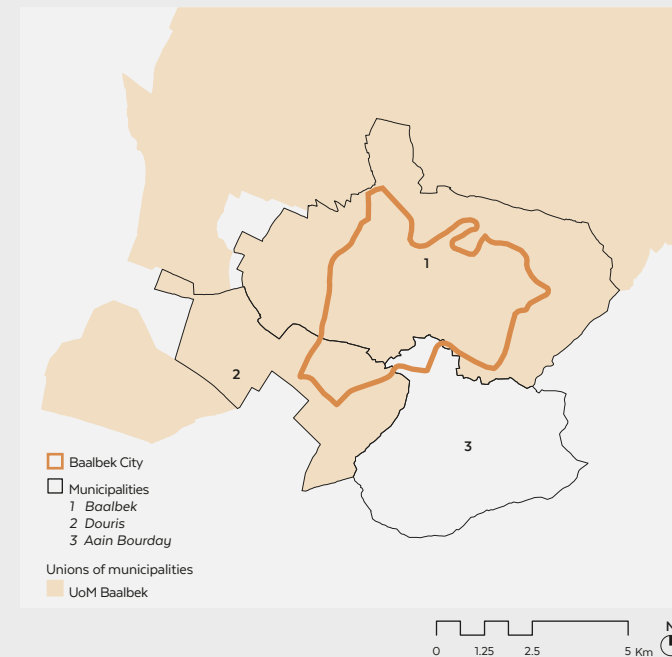 1
2
3
Baalbek City
Municipalities
1 Baalbek
2 Douris
3 Aain Bourday
Unions of municipalities
UoM Baalbek
N
0 1.25 2.5 5 Km